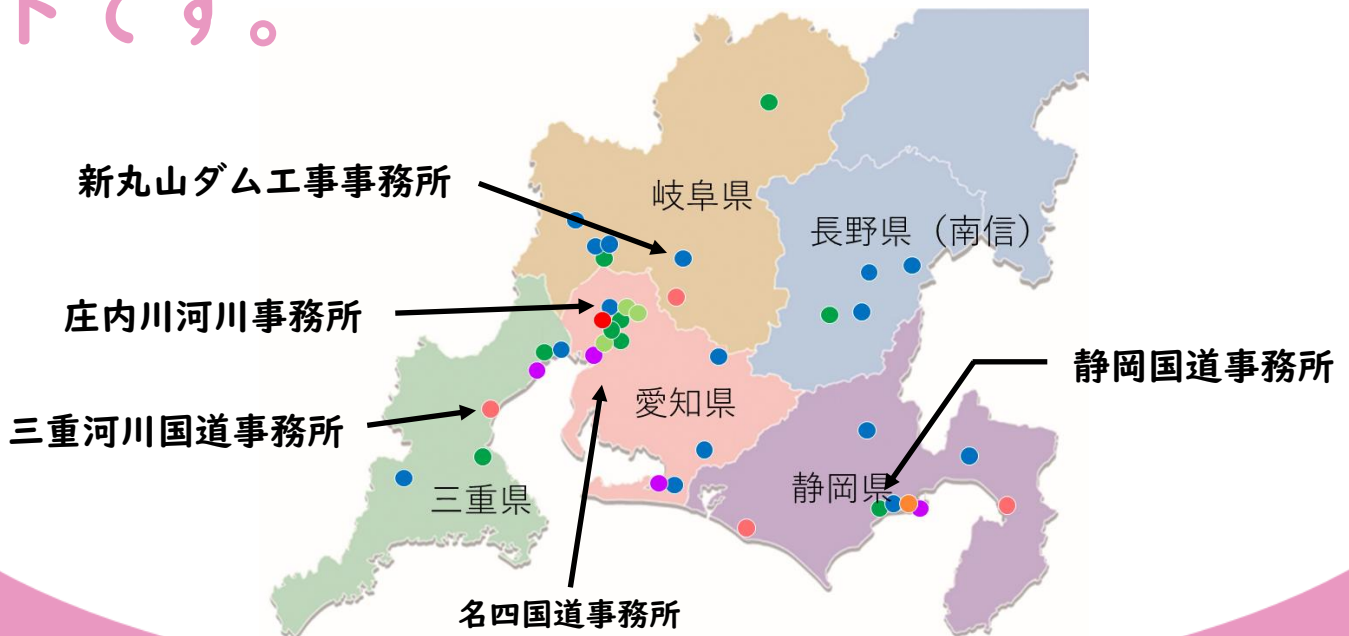 トです。
新丸山ダム工事事務所
岐阜県
長野県（南信）
庄内川河川事務所
静岡国道事務所
愛知県
三重河川国道事務所
静岡県
三重県
名四国道事務所